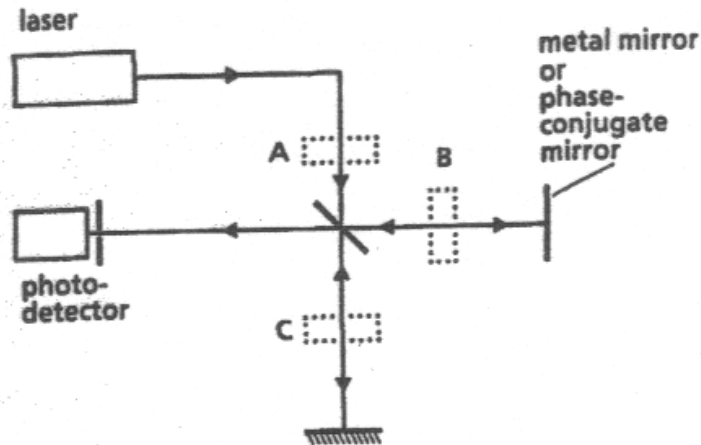 laser
metal mirror
or
phase-
conjugate
mirror
A
B
photo-
detector
C